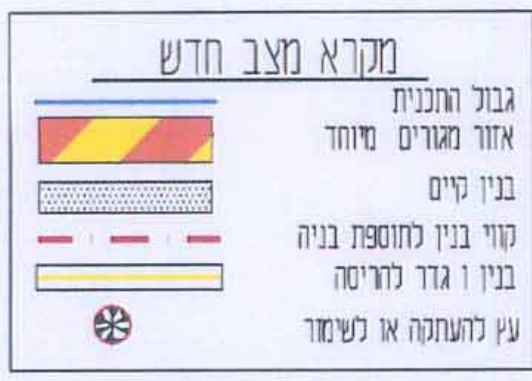 מקרא מצב חדש
גבול התכנית
אזור מגורים מיוחד
בנין קיים
קווי בנין לתוספת בניה
בנין ו גדר להריסה
עץ להעתקה או לשימור